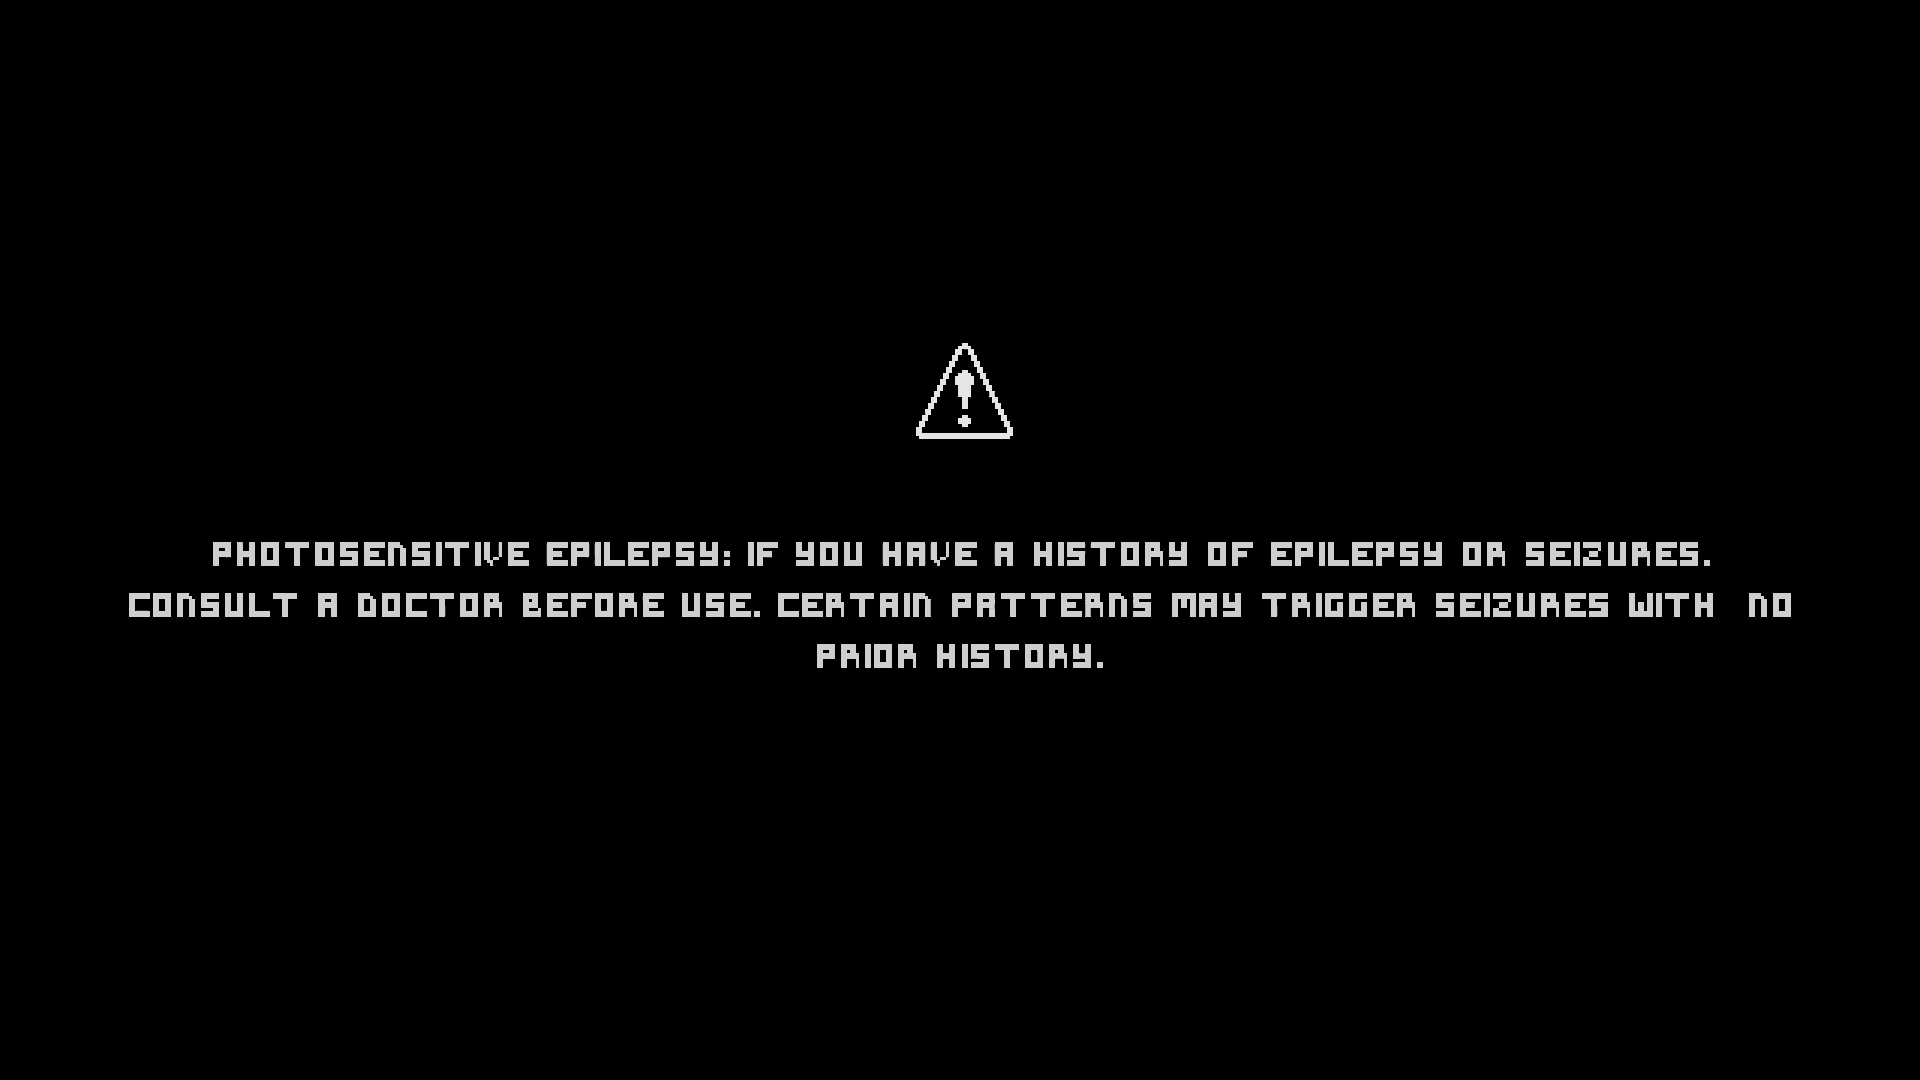 PHOTOSENSITIVE EPILEPSY: IF YOU HAVE A HISTORY OF EPILEPSY OR SEIZURES.
CONSULT A DOCTOR BEFORE USE. CERTAIN PATTERNS MAY TRIGGER SEIZURES WITH  NO
PRIOR HISTORY.